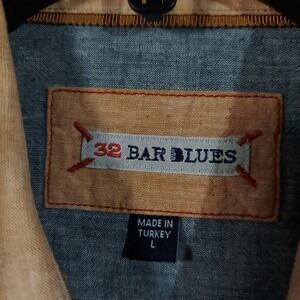 32 BAR BLUES
MADE IN
TURKEY
L